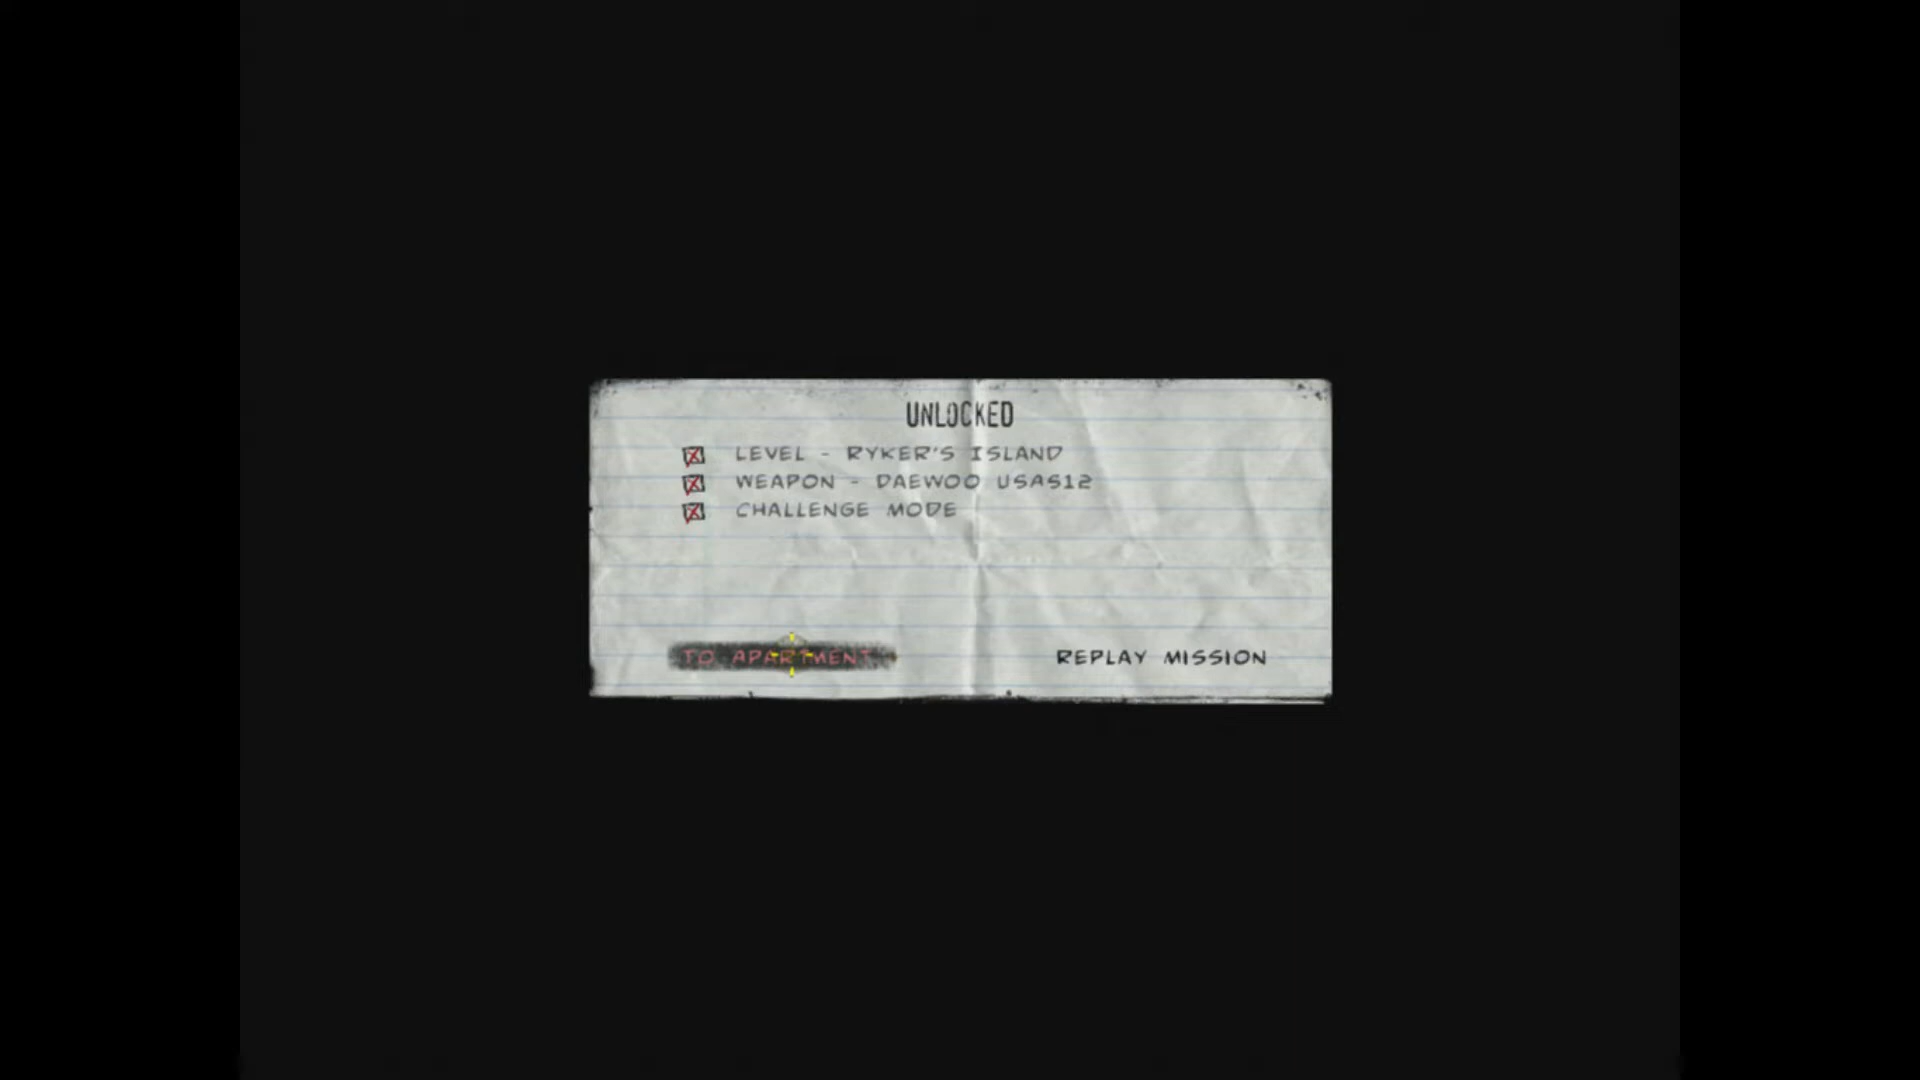 UNLOCKED
LEVEL - RYKER'S ISLAND
WEAPON - DAEWOO USAS12
CHALLENGE MODE
TO APARTMENT
REPLAY MISSION